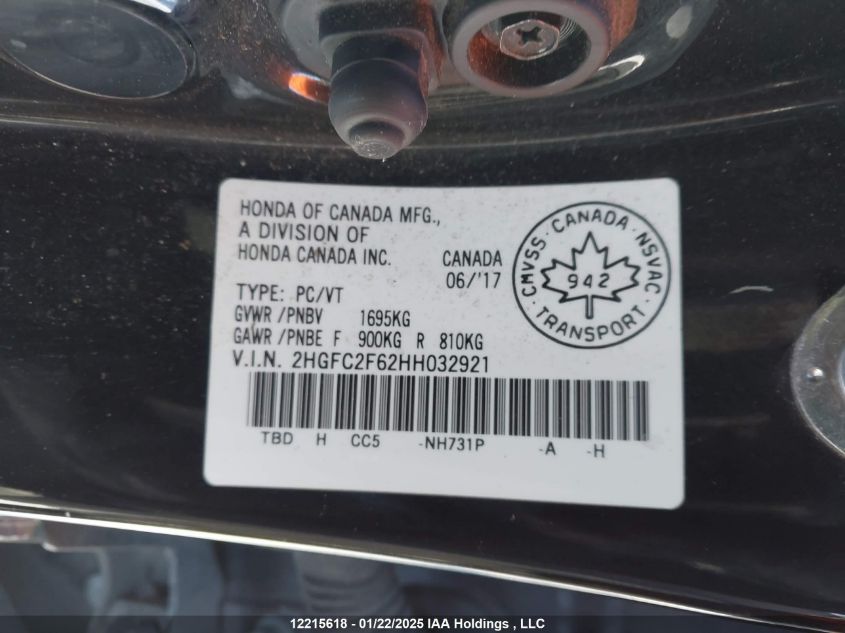 HONDA OF CANADA MFG.,
A DIVISION OF
HONDA CANADA INC. CANADA
06/'17
TYPE: PC/VT
GVWR/PNBV 1695KG
GAWR/PNBE F 900KG R 810KG
V.I.N. 2HGFC2F62HH032921
TBD H CC5 -NH731P -A -H
CMVSS·CANADA·NSVAC
942
TRANSPORT
12215618 - 01/22/2025 IAA Holdings , LLC